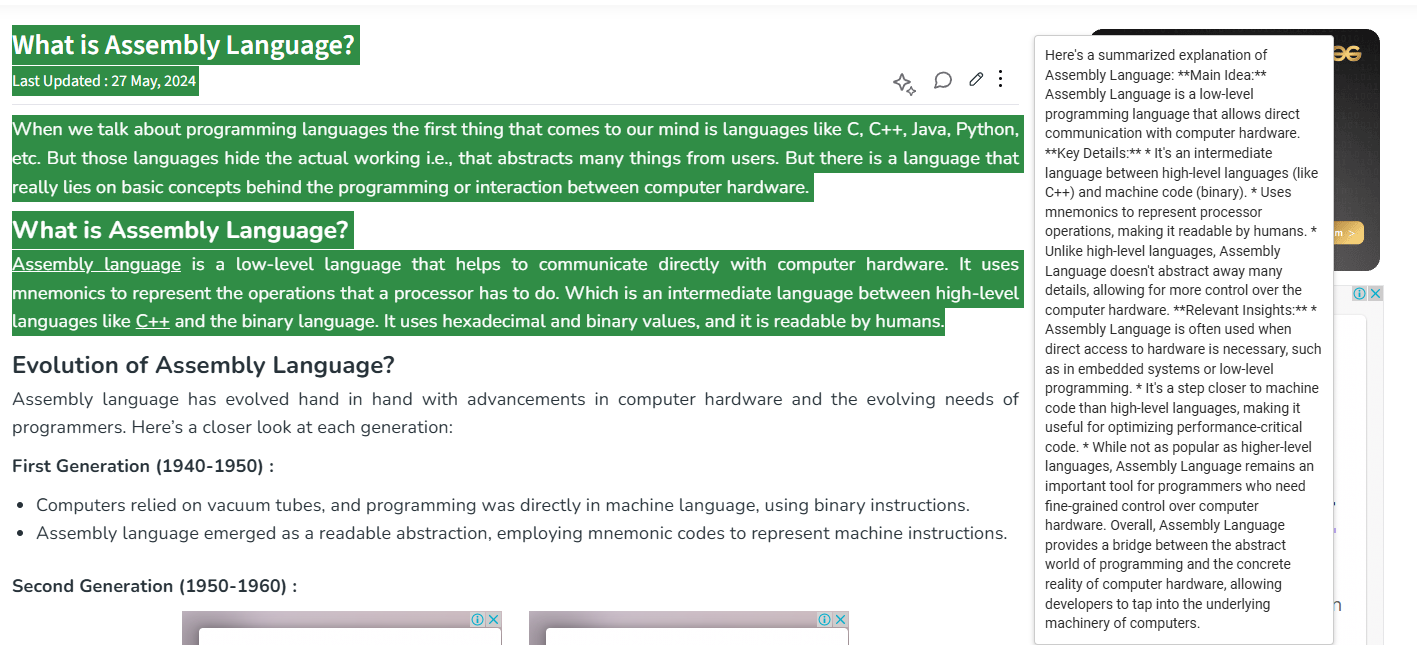 What is Assembly Language?
Last Updated : 27 May, 2024
When we talk about programming languages the first thing that comes to our mind is languages like C, C++, Java, Python,
etc. But those languages hide the actual working i.e., that abstracts many things from users. But there is a language that
really lies on basic concepts behind the programming or interaction between computer hardware.
What is Assembly Language?
Assembly language is a low-level language that helps to communicate directly with computer hardware. It uses
mnemonics to represent the operations that a processor has to do. Which is an intermediate language between high-level
languages like C++ and the binary language. It uses hexadecimal and binary values, and it is readable by humans.
Evolution of Assembly Language?
Assembly language has evolved hand in hand with advancements in computer hardware and the evolving needs of
programmers. Here’s a closer look at each generation:
First Generation (1940-1950) :
• Computers relied on vacuum tubes, and programming was directly in machine language, using binary instructions.
• Assembly language emerged as a readable abstraction, employing mnemonic codes to represent machine instructions.
Second Generation (1950-1960) :
Here's a summarized explanation of
Assembly Language: **Main Idea:**
Assembly Language is a low-level
programming language that allows direct
communication with computer hardware.
**Key Details:** * It's an intermediate
language between high-level languages (like
C++) and machine code (binary). * Uses
mnemonics to represent processor
operations, making it readable by humans. *
Unlike high-level languages, Assembly
Language doesn't abstract away many
details, allowing for more control over the
computer hardware. **Relevant Insights:** *
Assembly Language is often used when
direct access to hardware is necessary, such
as in embedded systems or low-level
programming. * It's a step closer to machine
code than high-level languages, making it
useful for optimizing performance-critical
code. * While not as popular as higher-level
languages, Assembly Language remains an
important tool for programmers who need
fine-grained control over computer
hardware. Overall, Assembly Language
provides a bridge between the abstract
world of programming and the concrete
reality of computer hardware, allowing
developers to tap into the underlying
machinery of computers.